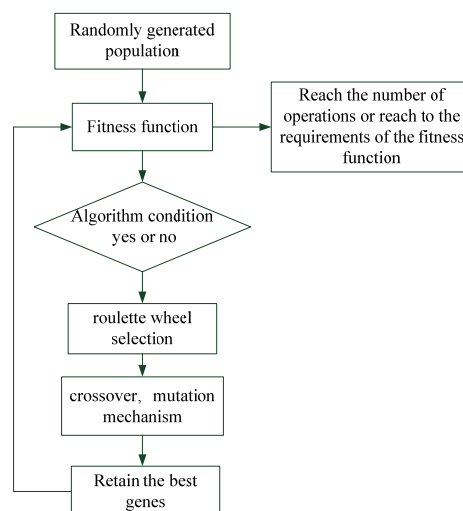 Randomly generated
population
Fitness function
Reach the number of
operations or reach to the
requirements of the fitness
function
Algorithm condition
yes or no
roulette wheel
selection
crossover, mutation
mechanism
Retain the best
genes